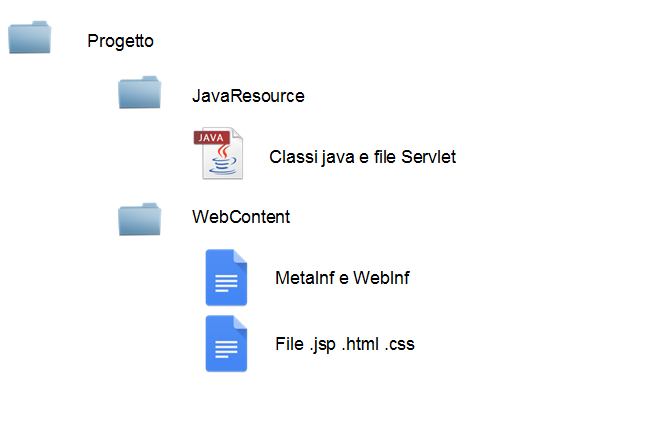 Progetto
JavaResource
JAVA
Classi java e file Servlet
WebContent
MetaInf e WebInf
File .jsp .html .css